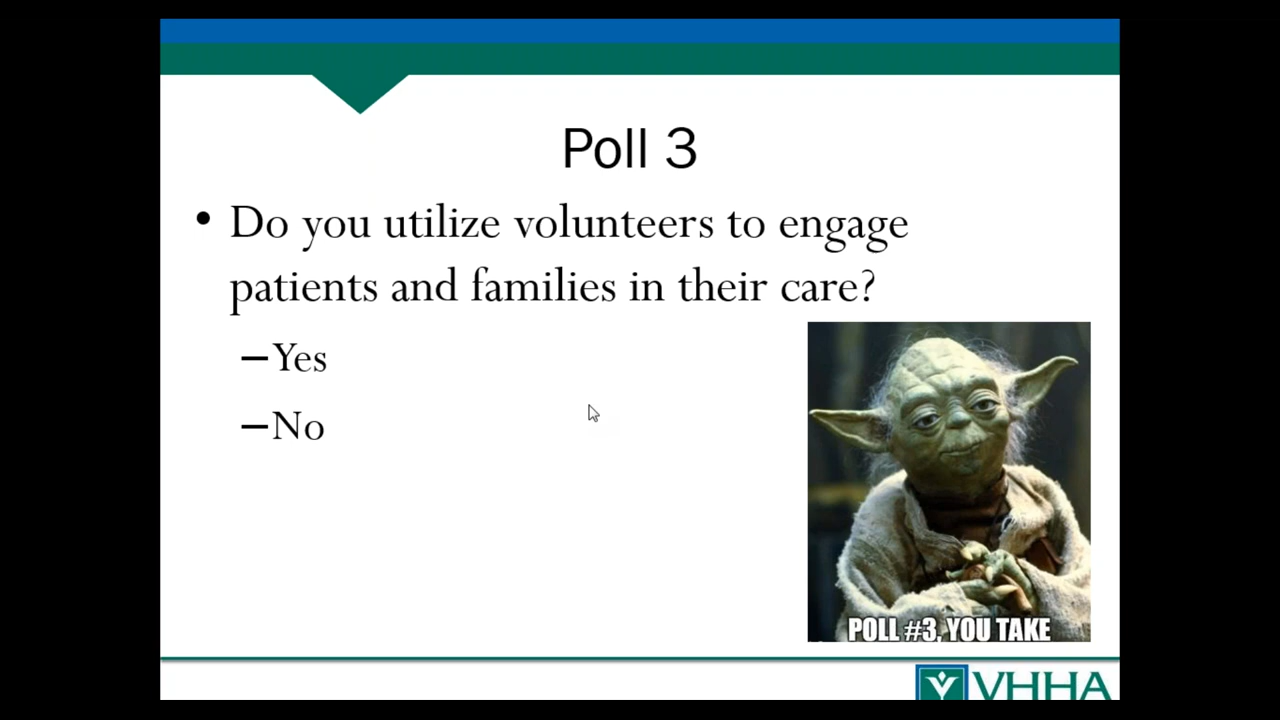 Poll 3
• Do you utilize volunteers to engage
patients and families in their care?
–Yes
–No
POLL #3, YOU TAKE
VHHA